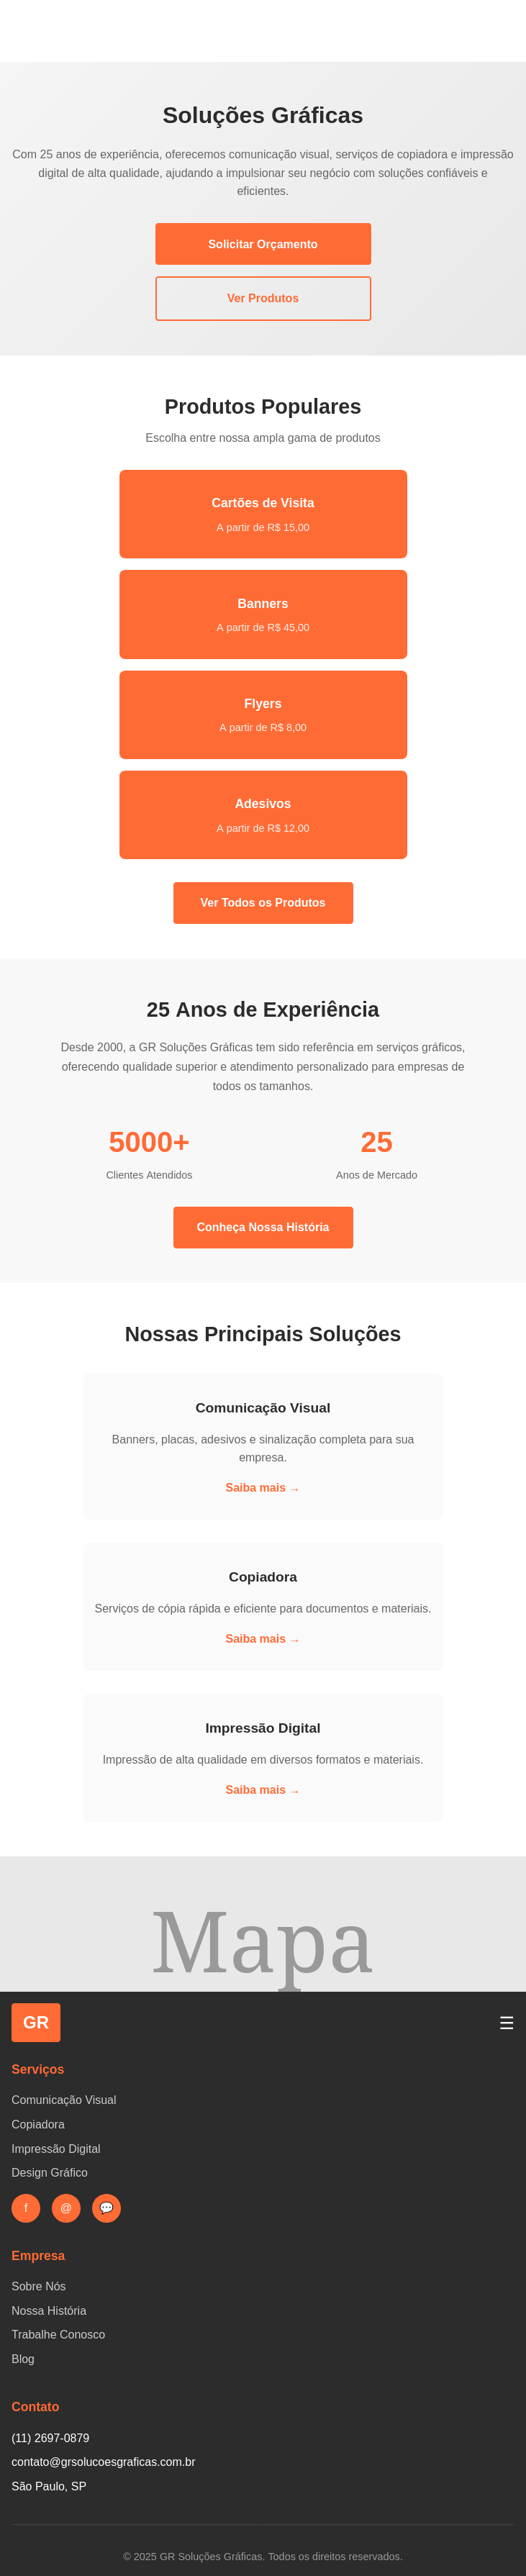 Soluções Gráficas
Com 25 anos de experiência, oferecemos comunicação visual, serviços de copiadora e impressão
digital de alta qualidade, ajudando a impulsionar seu negócio com soluções confiáveis e
eficientes.
Solicitar Orçamento
Ver Produtos
Produtos Populares
Escolha entre nossa ampla gama de produtos
Cartões de Visita
A partir de R$ 15,00
Banners
A partir de R$ 45,00
Flyers
A partir de R$ 8,00
Adesivos
A partir de R$ 12,00
Ver Todos os Produtos
25 Anos de Experiência
Desde 2000, a GR Soluções Gráficas tem sido referência em serviços gráficos,
oferecendo qualidade superior e atendimento personalizado para empresas de
todos os tamanhos.
5000+
Clientes Atendidos
25
Anos de Mercado
Conheça Nossa História
Nossas Principais Soluções
Comunicação Visual
Banners, placas, adesivos e sinalização completa para sua
empresa.
Saiba mais →
Copiadora
Serviços de cópia rápida e eficiente para documentos e materiais.
Saiba mais →
Impressão Digital
Impressão de alta qualidade em diversos formatos e materiais.
Saiba mais →
Mapa
GR
Serviços
Comunicação Visual
Copiadora
Impressão Digital
Design Gráfico
f @
Empresa
Sobre Nós
Nossa História
Trabalhe Conosco
Blog
Contato
(11) 2697-0879
contato@grsolucoesgraficas.com.br
São Paulo, SP
© 2025 GR Soluções Gráficas. Todos os direitos reservados.